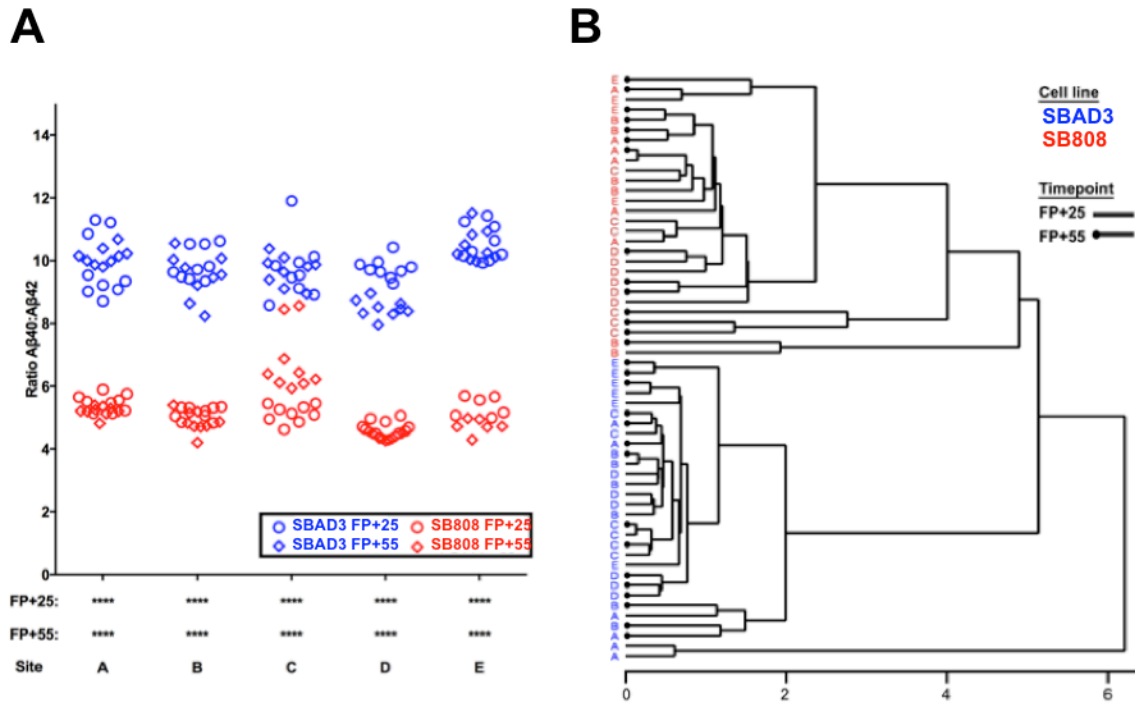 A
B
Ratio Aβ40:Aβ42
14
12
10
8
6
4
2
0
SBAD3 FP+25
SB808 FP+25
SBAD3 FP+55
SB808 FP+55
FP+25: **** **** **** **** ****
FP+55: **** **** **** **** ****
Site A B C D E
E
A
E
E
B
B
A
A
A
C
B
B
E
A
C
C
A
D
D
D
D
D
D
C
C
C
B
B
E
E
E
E
E
C
A
C
A
B
B
D
B
D
D
B
C
C
C
C
E
D
D
D
B
A
B
A
A
A
0 2 4 6
Cell line
SBAD3
SB808
Timepoint
FP+25
FP+55